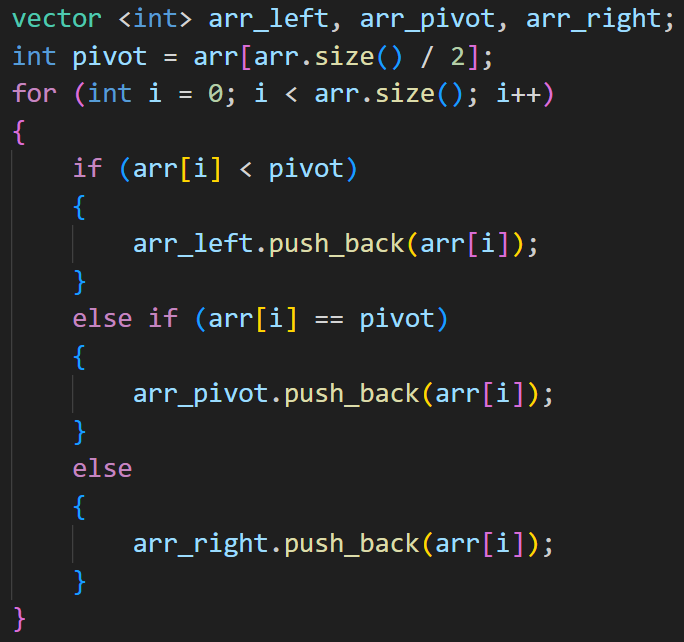 vector <int> arr_left, arr_pivot, arr_right;
int pivot = arr[arr.size() / 2];
for (int i = 0; i < arr.size(); i++)
{
    if (arr[i] < pivot)
    {
        arr_left.push_back(arr[i]);
    }
    else if (arr[i] == pivot)
    {
        arr_pivot.push_back(arr[i]);
    }
    else
    {
        arr_right.push_back(arr[i]);
    }
}